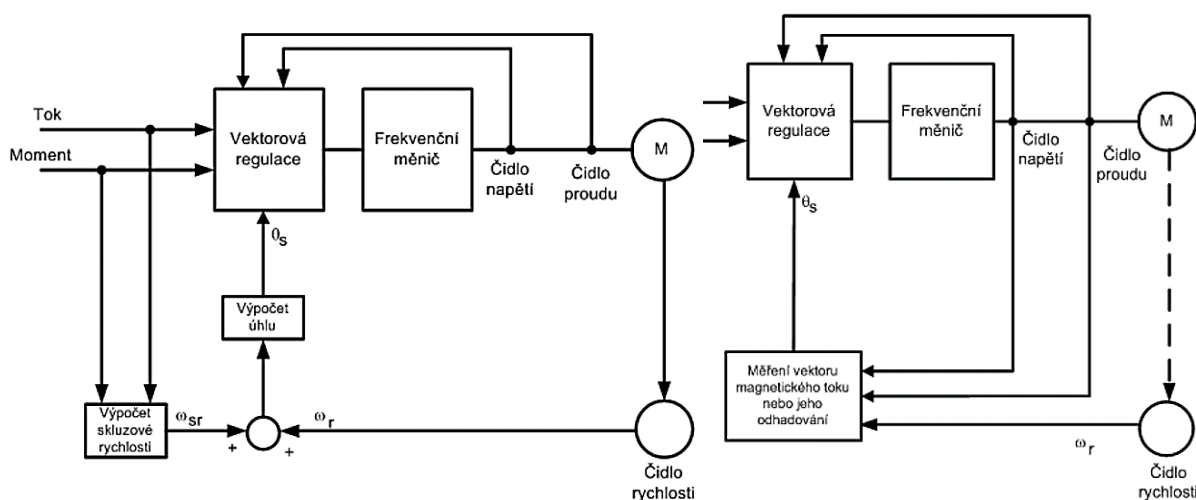 Tok
Moment
Vektorová
regulace
Frekvenční
měnič
Čidlo
napětí
Čidlo
proudu
M
θs
Výpočet
úhlu
Výpočet
skluzové
rychlosti
ωsr
+
+
ωr
Čidlo
rychlosti
Vektorová
regulace
Frekvenční
měnič
Čidlo
napětí
Čidlo
proudu
M
θs
Měření vektoru
magnetického toku
nebo jeho
odhadování
ωr
Čidlo
rychlosti